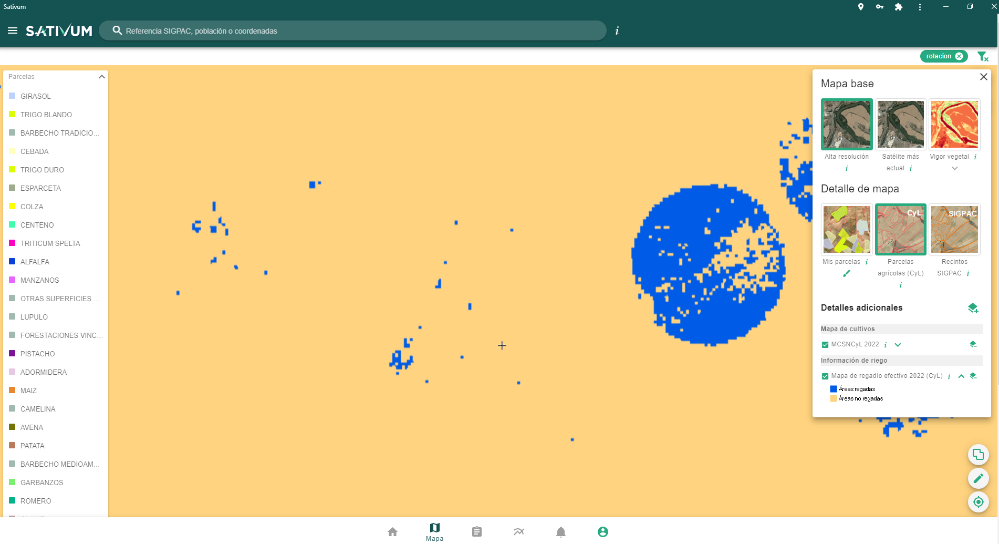 Sativum
SATIVUM
Referencia SIGPAC, población o coordenadas
i
rotacion
Parcelas
GIRASOL
TRIGO BLANDO
BARBECHO TRADICIO...
CEBADA
TRIGO DURO
ESPARCETA
COLZA
CENTENO
TRITICUM SPELTA
ALFALFA
MANZANOS
OTRAS SUPERFICIES ...
LUPULO
FORESTACIONES VINC...
PISTACHO
ADORMIDERA
MAIZ
CAMELINA
AVENA
PATATA
BARBECHO MEDIOAM...
GARBANZOS
ROMERO
Mapa base
Alta resolución i
Satélite más
actual i
Vigor vegetal i
Detalle de mapa
CyL
SIGPAC
Mis parcelas i
Parcelas
agrícolas (CyL)
i
Recintos
SIGPAC i
Detalles adicionales
Mapa de cultivos
MCSNCyL 2022 i
Información de riego
Mapa de regadío efectivo 2022 (CyL) i
Áreas regadas
Áreas no regadas
Mapa